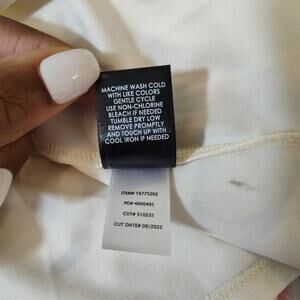 MACHINE WASH COLD
WITH LIKE COLORS
GENTLE CYCLE
USE NON-CHLORINE
BLEACH IF NEEDED
TUMBLE DRY LOW
REMOVE PROMPTLY
AND TOUCH UP WITH
COOL IRON IF NEEDED
ITEM# 16775202
PO# 4000491
CUT# 510231
CUT DATE# 09/2022